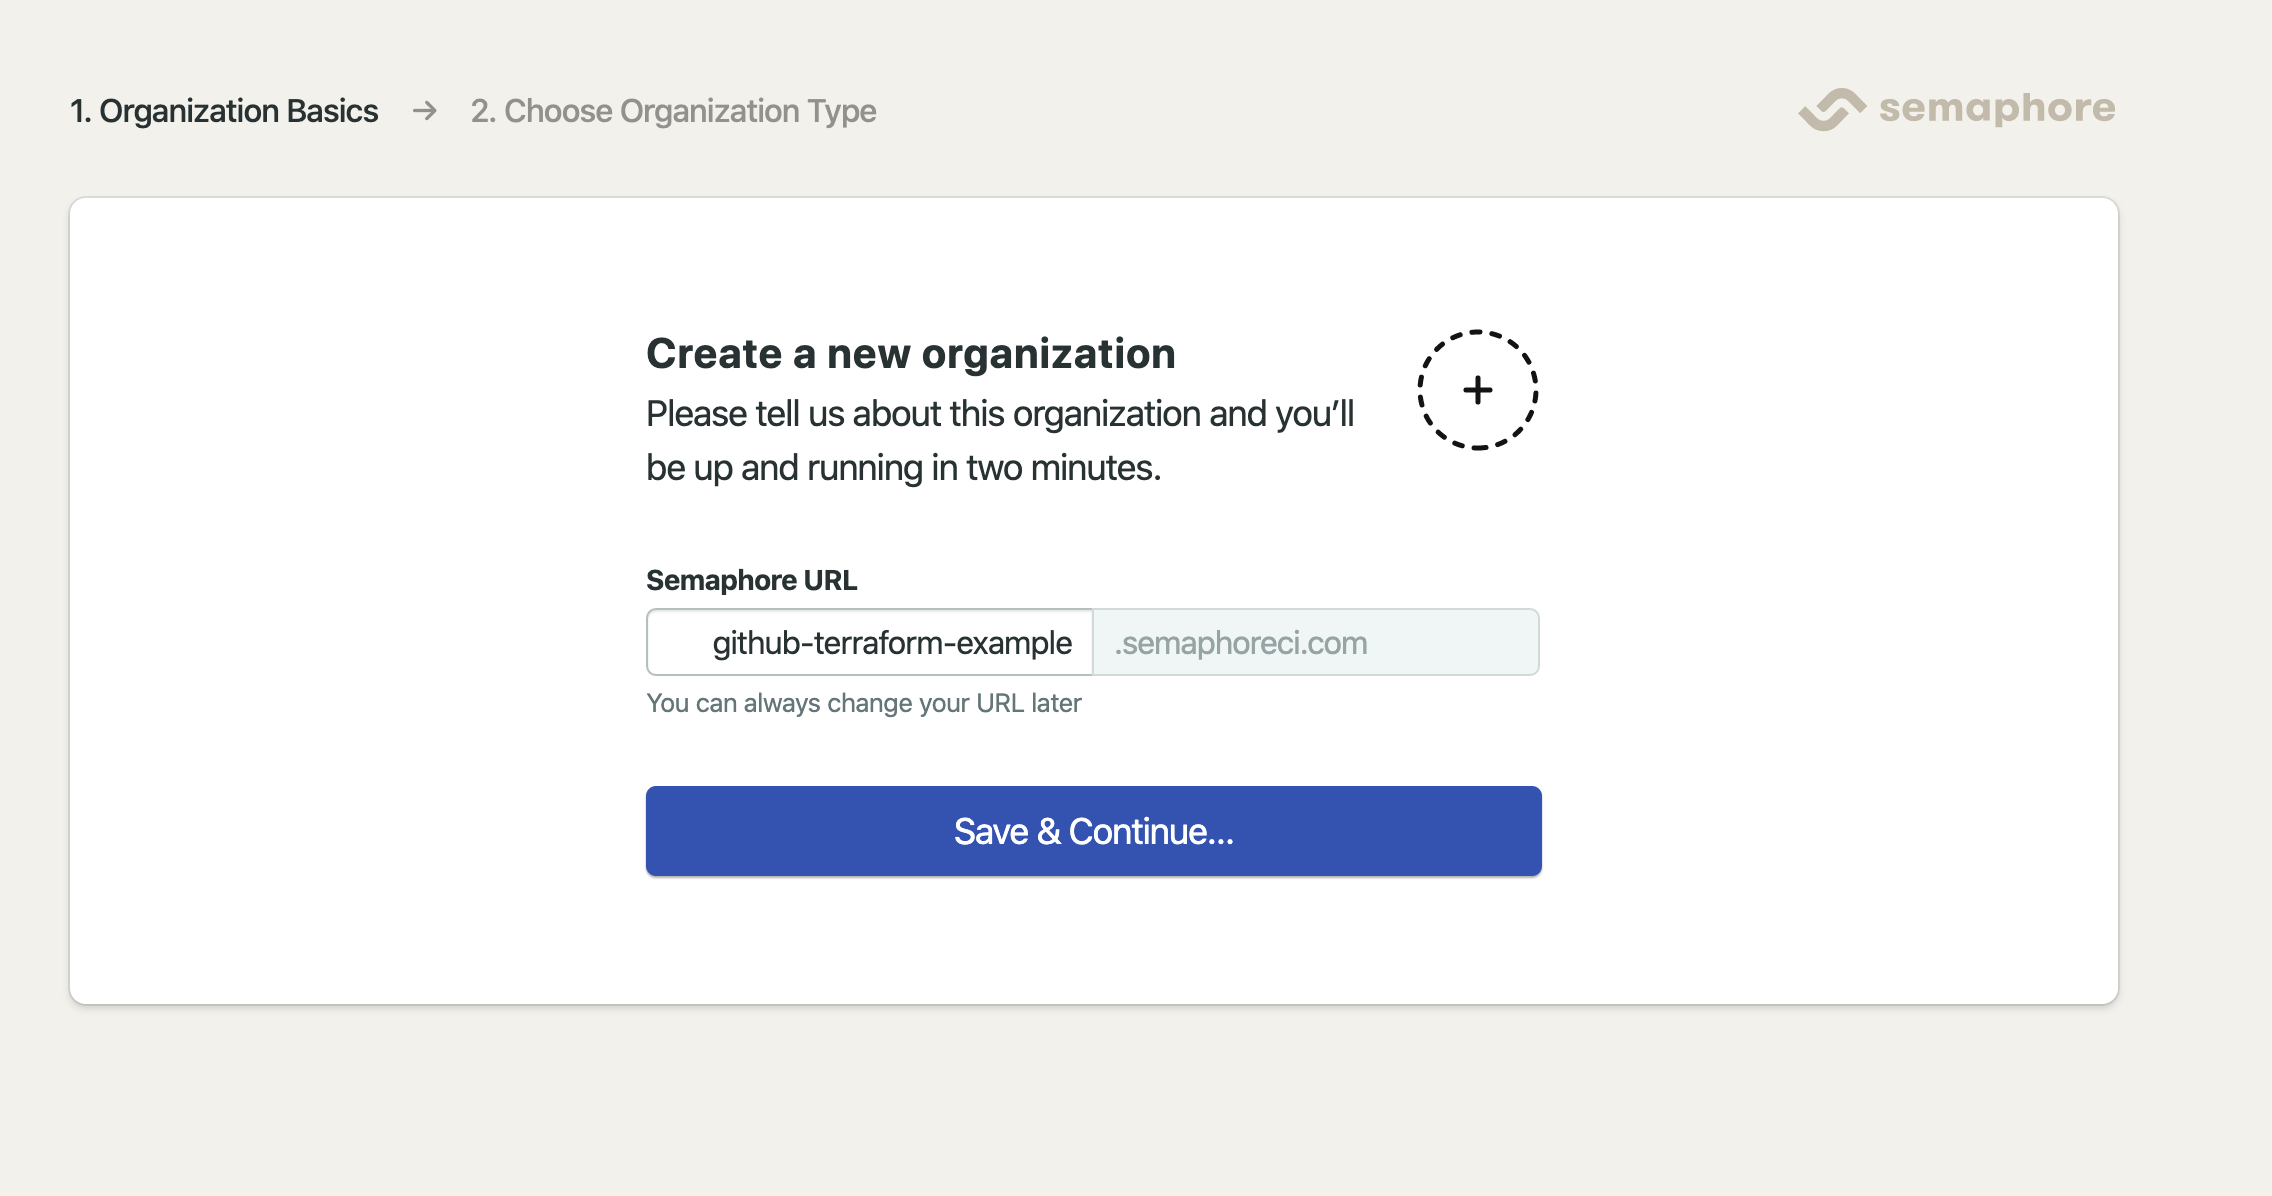 1. Organization Basics → 2. Choose Organization Type
semaphore
Create a new organization
Please tell us about this organization and you’ll
be up and running in two minutes.
Semaphore URL
github-terraform-example .semaphoreci.com
You can always change your URL later
Save & Continue...